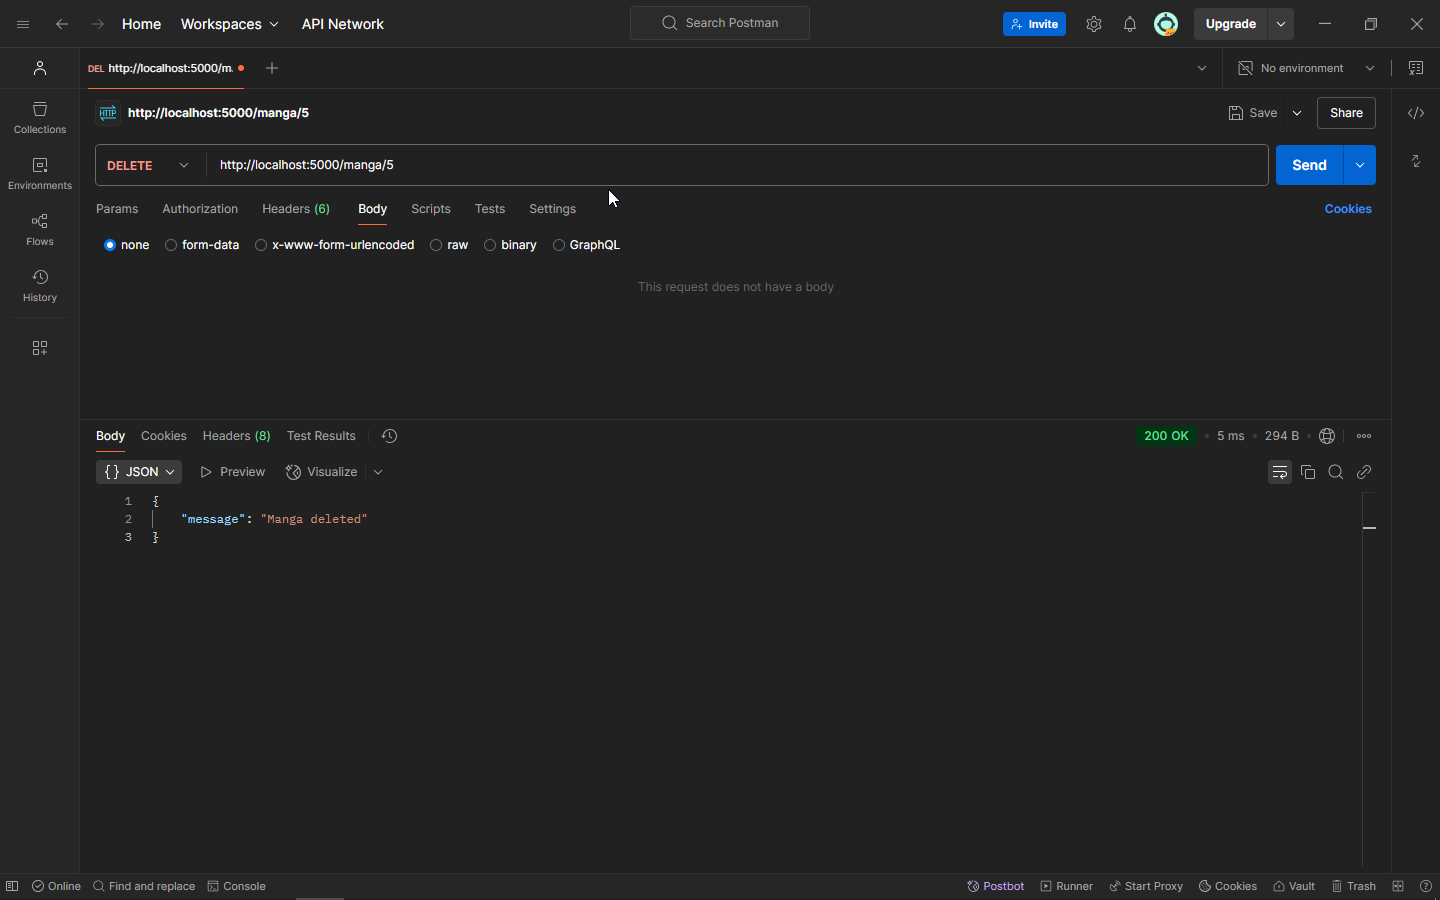 Home Workspaces API Network Search Postman Invite Upgrade
DEL http://localhost:5000/m. No environment
Collections
Environments
Flows
History
HTTP http://localhost:5000/manga/5 Save Share
DELETE http://localhost:5000/manga/5 Send
Params Authorization Headers (6) Body Scripts Tests Settings Cookies
none form-data x-www-form-urlencoded raw binary GraphQL
This request does not have a body
Body Cookies Headers (8) Test Results 200 OK 5 ms 294 B
{} JSON Preview Visualize
1 {
2 "message": "Manga deleted"
3 }
Online Find and replace Console Postbot Runner Start Proxy Cookies Vault Trash